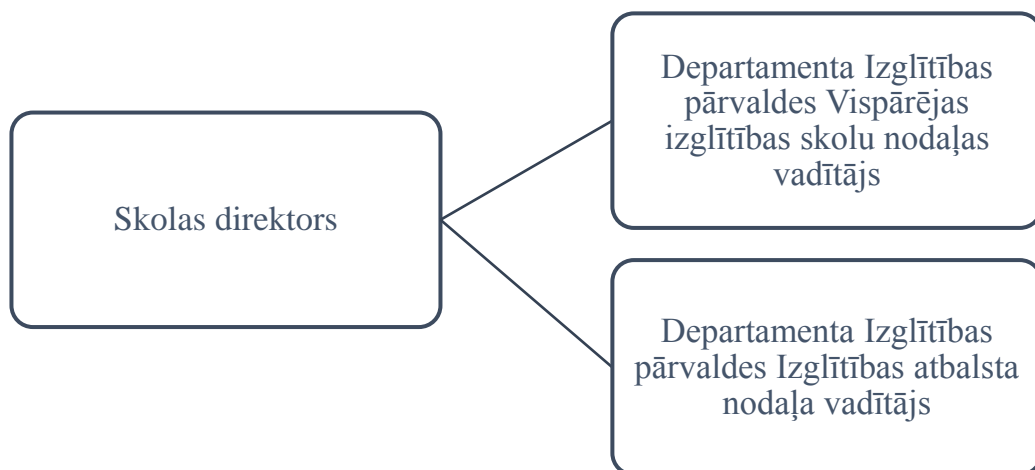 Skolas direktors
Departamenta Izglītības
pārvaldes Vispārējas
izglītības skolu nodaļas
vadītājs
Departamenta Izglītības
pārvaldes Izglītības atbalsta
nodaļa vadītājs